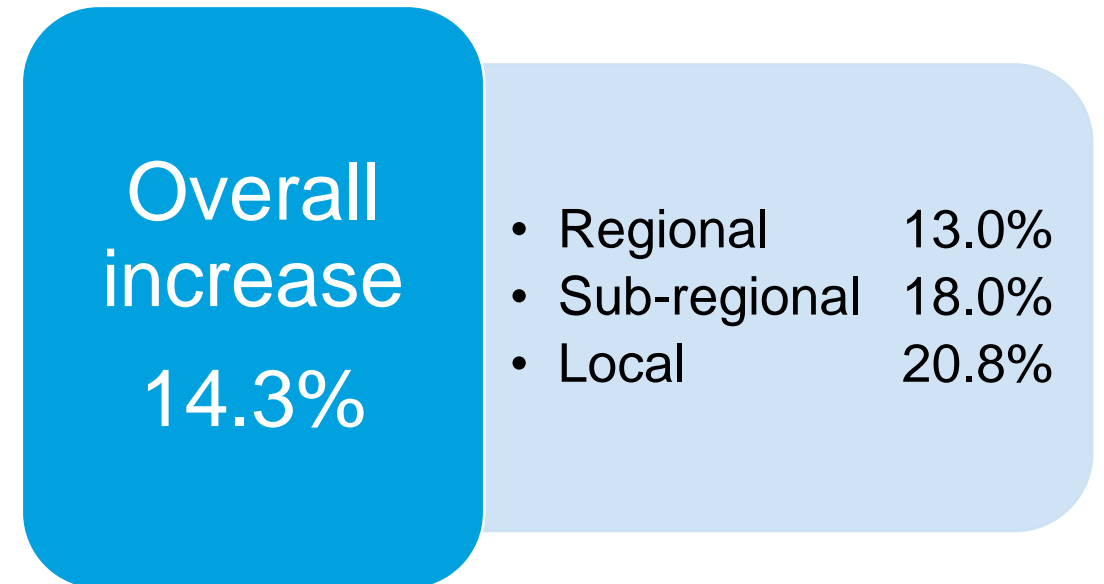 Overall
increase
14.3%
• Regional 13.0%
• Sub-regional 18.0%
• Local 20.8%